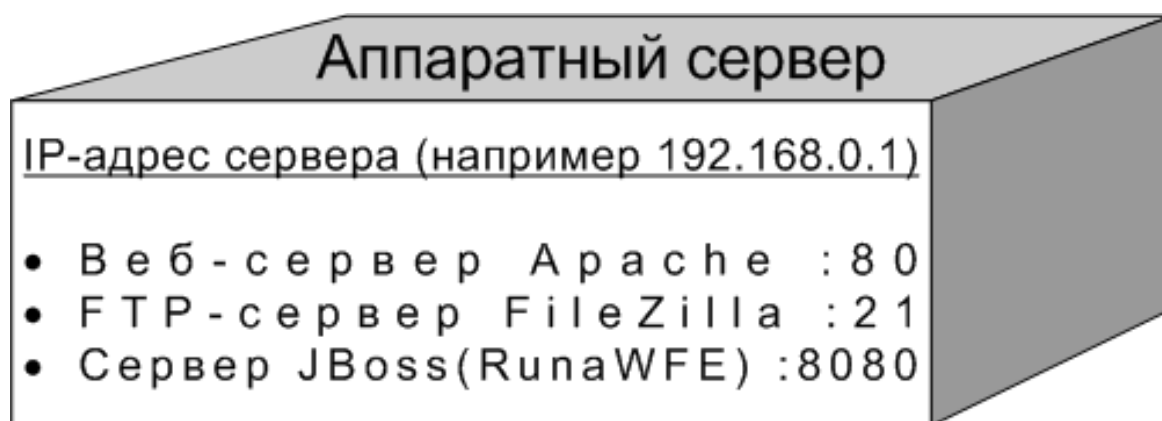 Аппаратный сервер
IP-адрес сервера (например 192.168.0.1)
• Веб-сервер Apache :80
• FTP-сервер FileZilla :21
• Сервер JBoss(RunaWFE) :8080